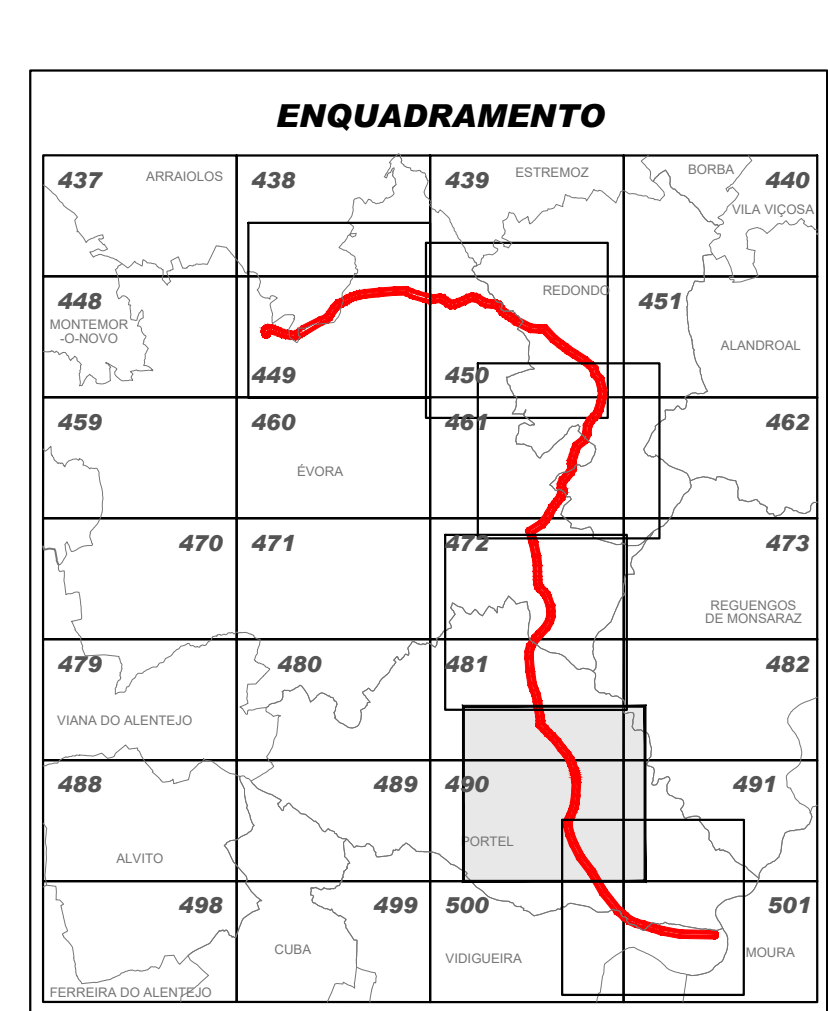 ENQUADRAMENTO
437
ARRAIOLOS
438
439
ESTREMOZ
BORBA
440
VILA VIÇOSA
448
MONTEMOR
-O-NOVO
449
REDONDO
450
451
ALANDROAL
459
460
ÉVORA
461
462
470
471
472
473
REGUENGOS
DE MONSARAZ
479
VIANA DO ALENTEJO
480
481
482
488
ALVITO
489
490
PORTEL
491
498
FERREIRA DO ALENTEJO
499
CUBA
500
VIDIGUEIRA
501
MOURA